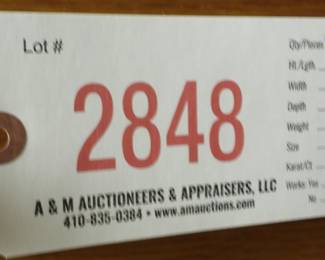 Lot #
2848
A & M AUCTIONEERS & APPRAISERS, LLC
410-835-0384 • www.amauctions.com
Qty/Pieces
Ht./Lgth.
Width
Depth
Weight
Size
Karat/Ct
Works: Yes
No